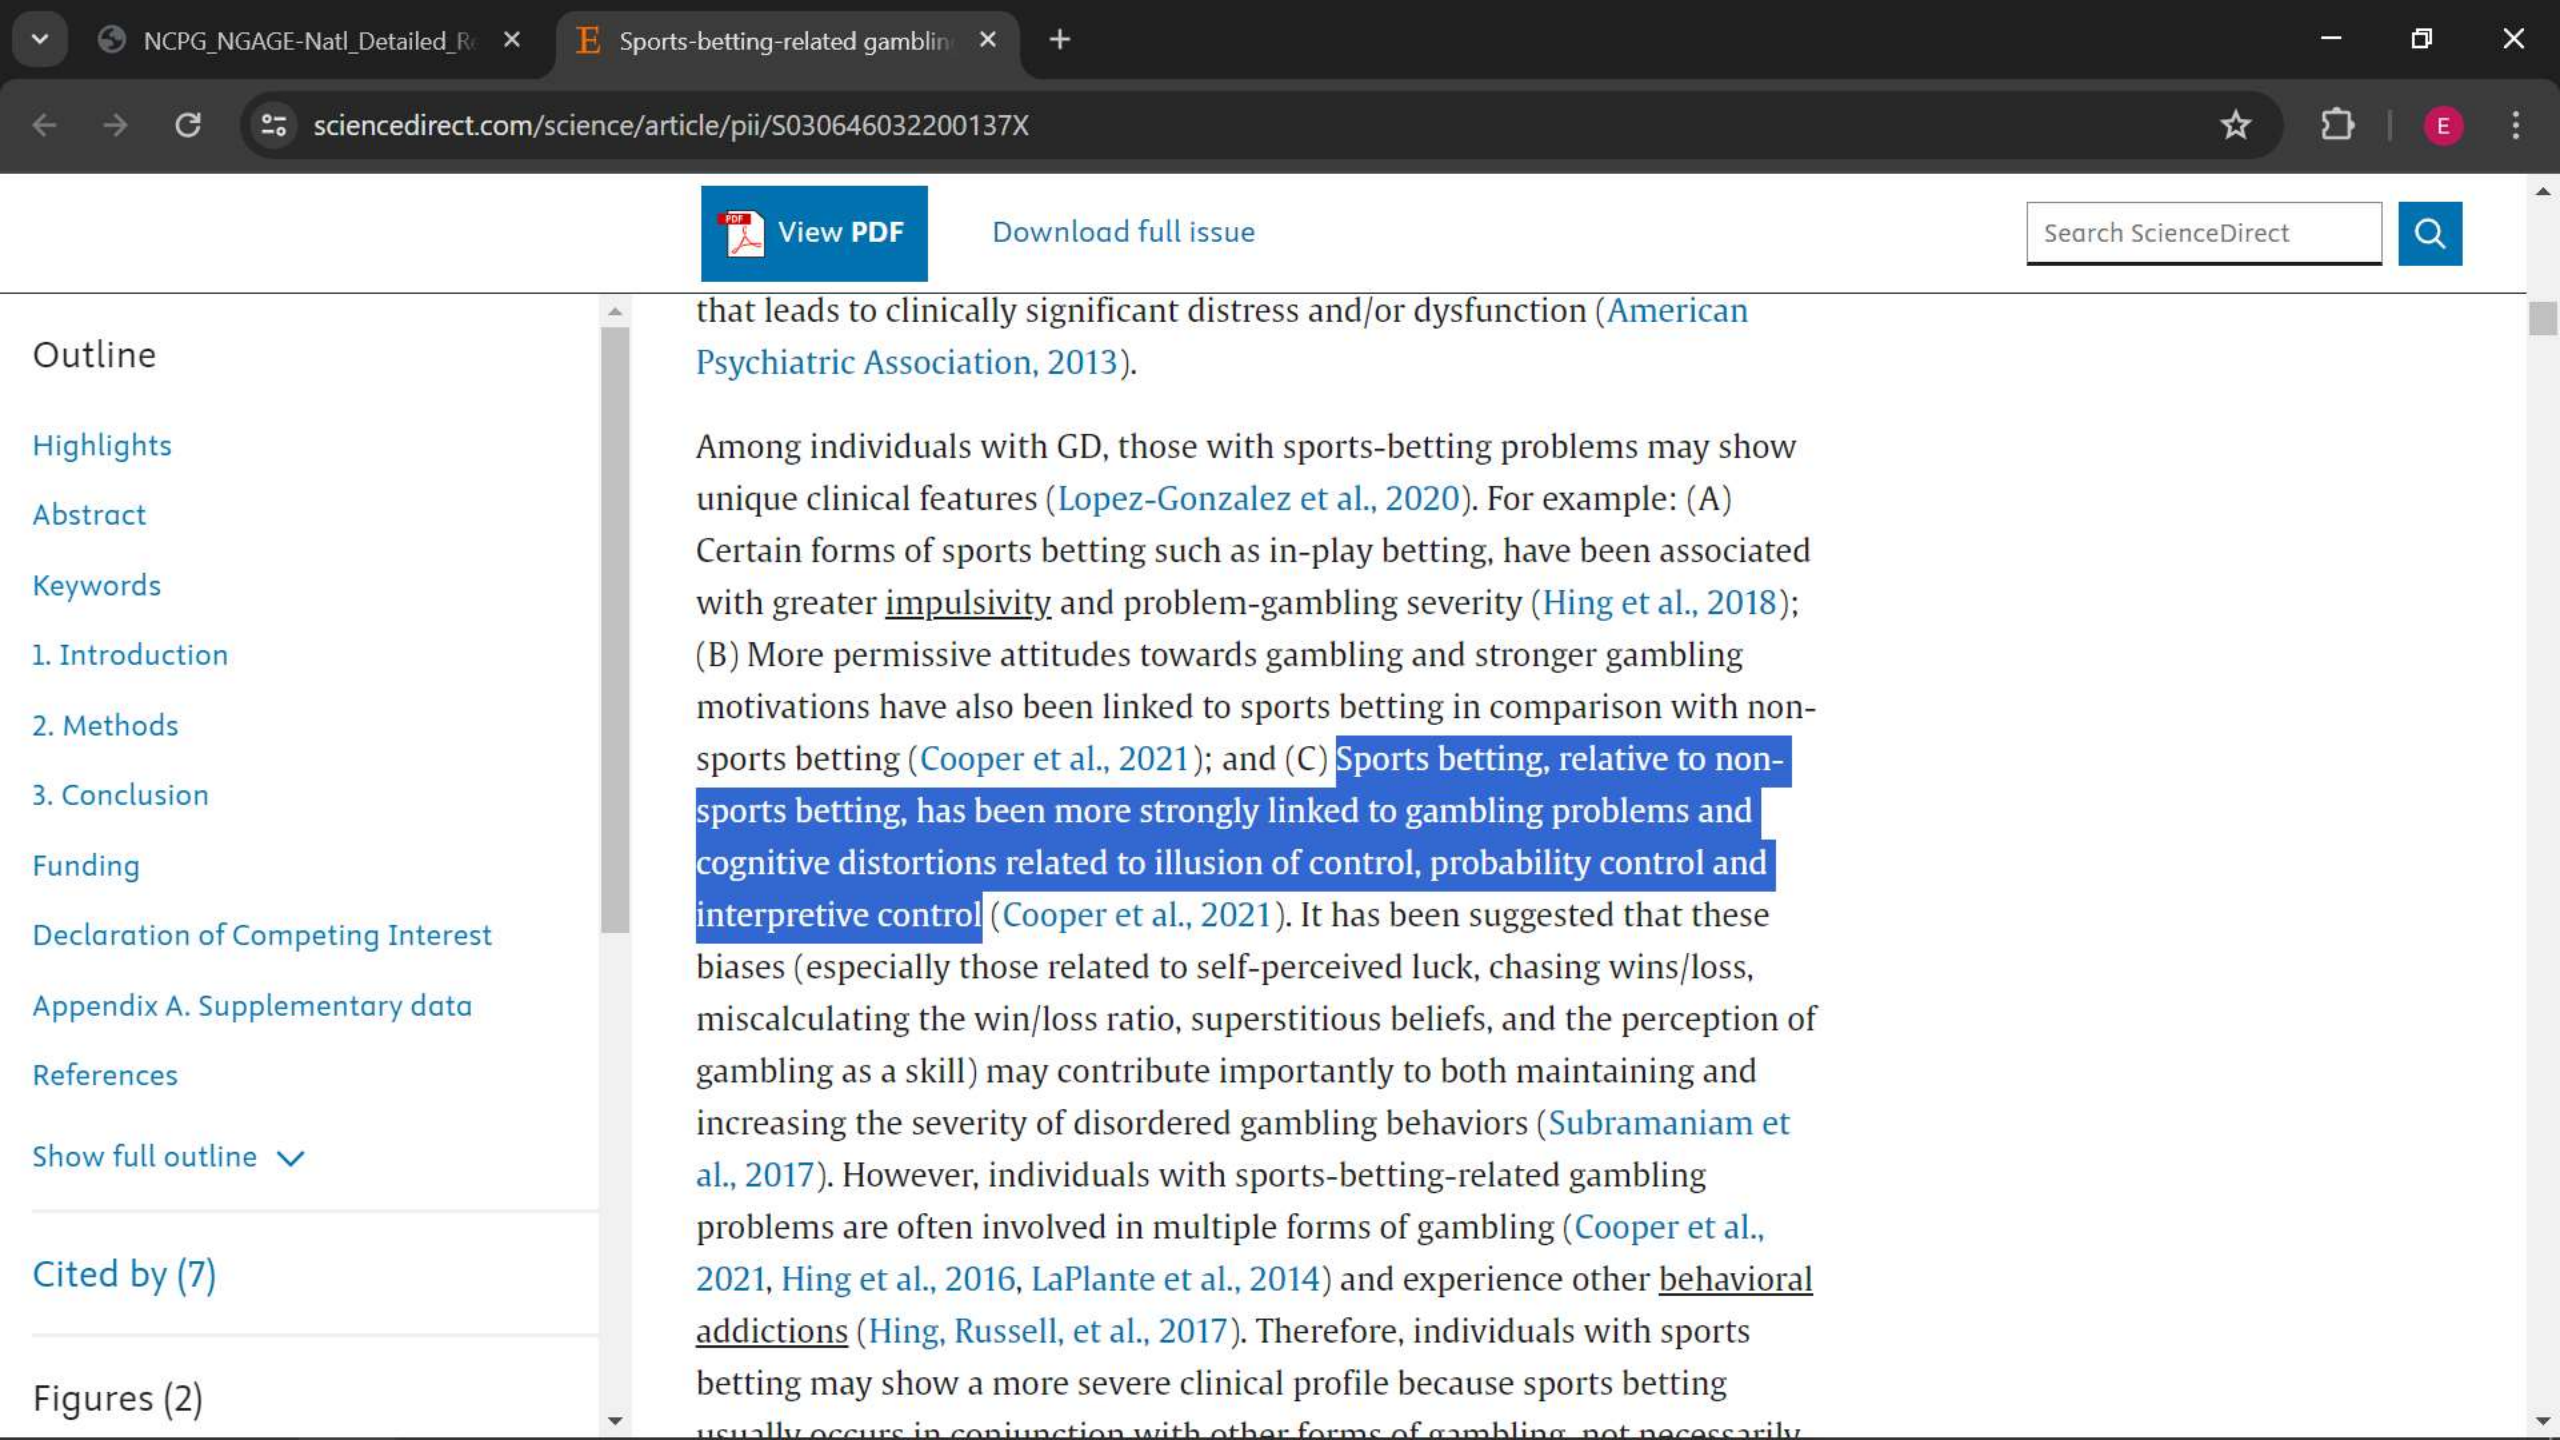 NCPG_NGAGE-Natl_Detailed_Re
Sports-betting-related gamblin
sciencedirect.com/science/article/pii/S030646032200137X
E
View PDF
Download full issue
Search ScienceDirect
Outline
Highlights
Abstract
Keywords
1. Introduction
2. Methods
3. Conclusion
Funding
Declaration of Competing Interest
Appendix A. Supplementary data
References
Show full outline
Cited by (7)
Figures (2)
that leads to clinically significant distress and/or dysfunction (American
Psychiatric Association, 2013).
Among individuals with GD, those with sports-betting problems may show
unique clinical features (Lopez-Gonzalez et al., 2020). For example: (A)
Certain forms of sports betting such as in-play betting, have been associated
with greater impulsivity and problem-gambling severity (Hing et al., 2018);
(B) More permissive attitudes towards gambling and stronger gambling
motivations have also been linked to sports betting in comparison with non-
sports betting (Cooper et al., 2021); and (C) Sports betting, relative to non-
sports betting, has been more strongly linked to gambling problems and
cognitive distortions related to illusion of control, probability control and
interpretive control (Cooper et al., 2021). It has been suggested that these
biases (especially those related to self-perceived luck, chasing wins/loss,
miscalculating the win/loss ratio, superstitious beliefs, and the perception of
gambling as a skill) may contribute importantly to both maintaining and
increasing the severity of disordered gambling behaviors (Subramaniam et
al., 2017). However, individuals with sports-betting-related gambling
problems are often involved in multiple forms of gambling (Cooper et al.,
2021, Hing et al., 2016, LaPlante et al., 2014) and experience other behavioral
addictions (Hing, Russell, et al., 2017). Therefore, individuals with sports
betting may show a more severe clinical profile because sports betting
usually occurs in conjunction with other forms of gambling, not necessarily